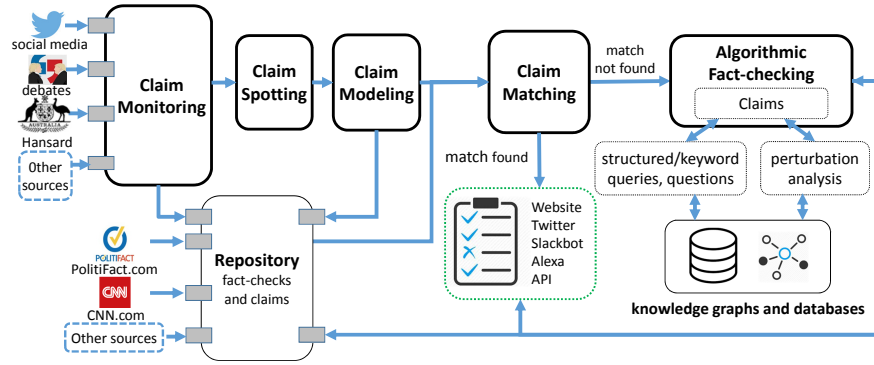 social media
debates
AUSTRALIA
Hansard
0ther
sources
Claim
Monitoring
Claim
Spotting
Claim
Modeling
Claim
Matching
match
not found
Algorithmic
Fact-checking
Claims
match found
structured/keyword
queries, questions
perturbation
analysis
Website
Twitter
Slackbot
Alexa
API
knowledge graphs and databases
POLITIFACT
PolitiFact.com
CNN
CNN.com
Other sources
Repository
fact-checks
and claims